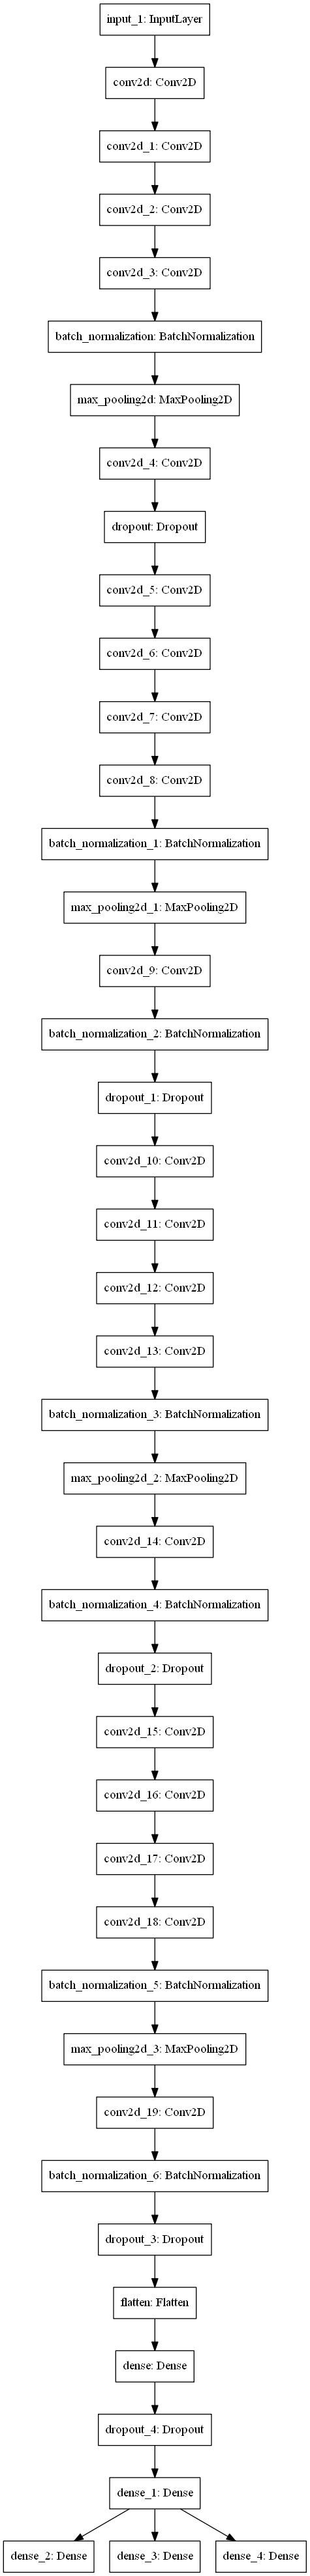 input_1: InputLayer
conv2d: Conv2D
conv2d_1: Conv2D
conv2d_2: Conv2D
conv2d_3: Conv2D
batch_normalization: BatchNormalization
max_pooling2d: MaxPooling2D
conv2d_4: Conv2D
dropout: Dropout
conv2d_5: Conv2D
conv2d_6: Conv2D
conv2d_7: Conv2D
conv2d_8: Conv2D
batch_normalization_1: BatchNormalization
max_pooling2d_1: MaxPooling2D
conv2d_9: Conv2D
batch_normalization_2: BatchNormalization
dropout_1: Dropout
conv2d_10: Conv2D
conv2d_11: Conv2D
conv2d_12: Conv2D
conv2d_13: Conv2D
batch_normalization_3: BatchNormalization
max_pooling2d_2: MaxPooling2D
conv2d_14: Conv2D
batch_normalization_4: BatchNormalization
dropout_2: Dropout
conv2d_15: Conv2D
conv2d_16: Conv2D
conv2d_17: Conv2D
conv2d_18: Conv2D
batch_normalization_5: BatchNormalization
max_pooling2d_3: MaxPooling2D
conv2d_19: Conv2D
batch_normalization_6: BatchNormalization
dropout_3: Dropout
flatten: Flatten
dense: Dense
dropout_4: Dropout
dense_1: Dense
dense_2: Dense
dense_3: Dense
dense_4: Dense